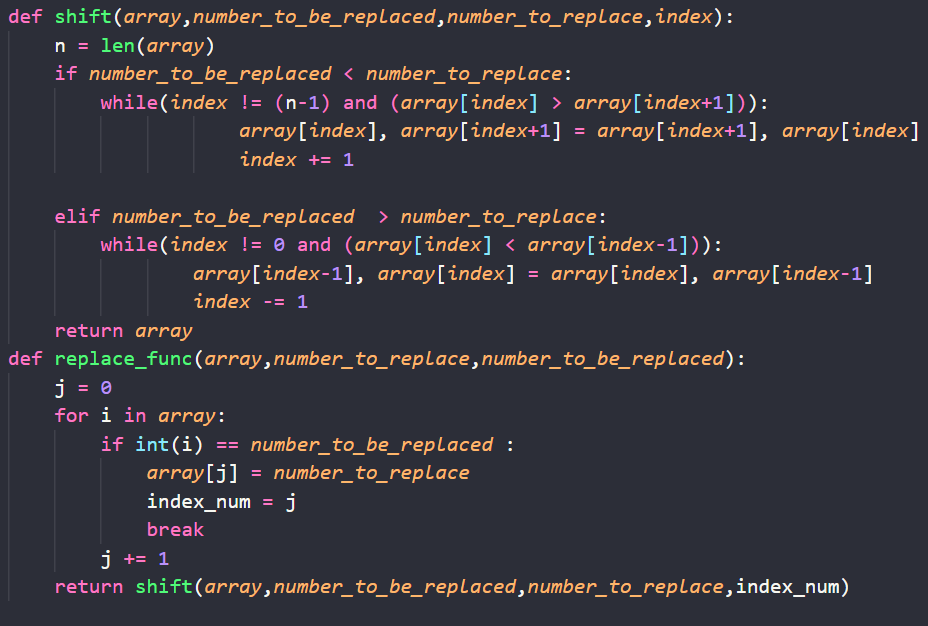 def shift(array,number_to_be_replaced,number_to_replace,index):
    n = len(array)
    if number_to_be_replaced < number_to_replace:
        while(index != (n-1) and (array[index] > array[index+1])):
                    array[index], array[index+1] = array[index+1], array[index]
                    index += 1

    elif number_to_be_replaced  > number_to_replace:
        while(index != 0 and (array[index] < array[index-1])):
                array[index-1], array[index] = array[index], array[index-1]
                index -= 1
    return array
def replace_func(array,number_to_replace,number_to_be_replaced):
    j = 0
    for i in array:
        if int(i) == number_to_be_replaced :
            array[j] = number_to_replace
            index_num = j
            break
        j += 1
    return shift(array,number_to_be_replaced,number_to_replace,index_num)